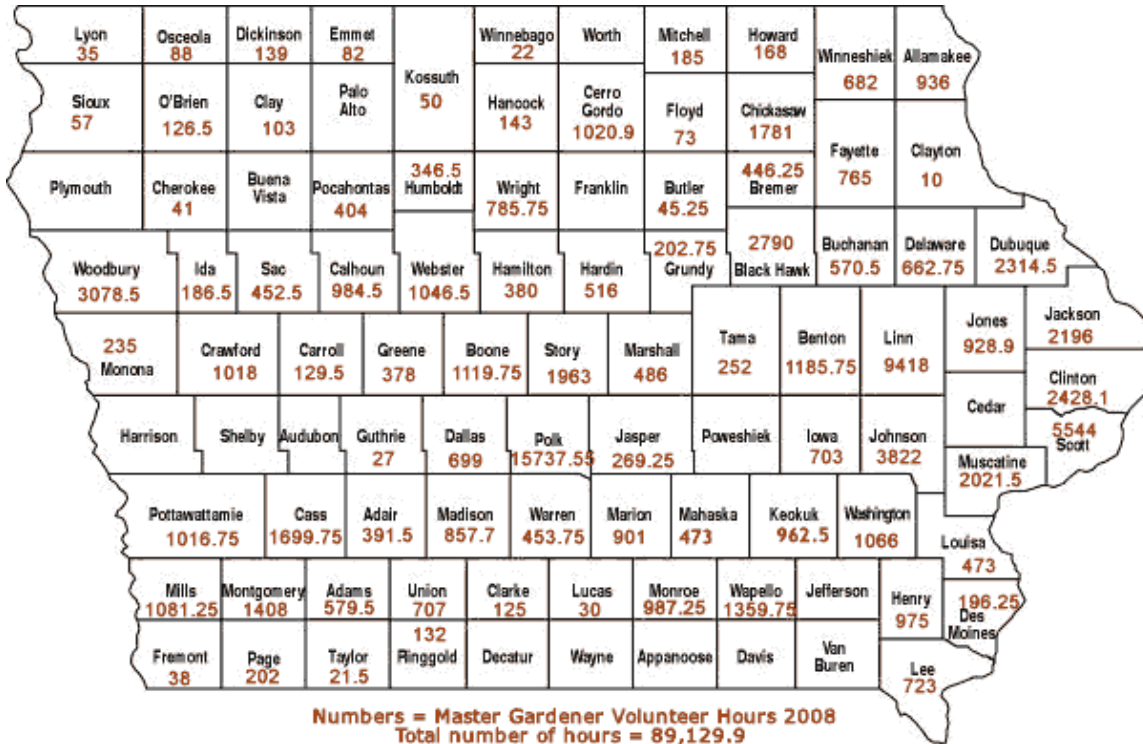 Lyon
35
Osceola
88
Dickinson
139
Emmet
82
Kossuth
50
Winnebago
22
Worth
Mitchell
185
Howard
168
Winneshiek
682
Allamakee
936
Sioux
57
O'Brien
126.5
Clay
103
Palo
Alto
Hancock
143
Cerro
Gordo
1020.9
Floyd
73
Chickasaw
1781
Fayette
765
Clayton
10
Plymouth
Cherokee
41
Buena
Vista
Pocahontas
404
346.5
Humboldt
Wright
785.75
Franklin
Butler
45.25
446.25
Bremer
Woodbury
3078.5
Ida
186.5
Sac
452.5
Calhoun
984.5
Webster
1046.5
Hamilton
380
Hardin
516
202.75
Grundy
2790
Black Hawk
Buchanan
570.5
Delaware
662.75
Dubuque
2314.5
235
Monona
Crawford
1018
Carroll
129.5
Greene
378
Boone
1119.75
Story
1963
Marshall
486
Tama
252
Benton
1185.75
Linn
9418
Jones
928.9
Jackson
2196
Clinton
2428.1
Harrison
Shelby
Audubon
Guthrie
27
Dallas
699
Polk
15737.55
Jasper
269.25
Poweshiek
Iowa
703
Johnson
3822
Cedar
5544
Scott
Muscatine
2021.5
Pottawattamie
1016.75
Cass
1699.75
Adair
391.5
Madison
857.7
Warren
453.75
Marion
901
Mahaska
473
Keokuk
962.5
Washington
1066
Louisa
473
Mills
1081.25
Montgomery
1408
Adams
579.5
Union
707
Clarke
125
Lucas
30
Monroe
987.25
Wapello
1359.75
Jefferson
Henry
975
196.25
Des
Moines
Fremont
38
Page
202
Taylor
21.5
132
Ringgold
Decatur
Wayne
Appanoose
Davis
Van
Buren
Lee
723
Numbers = Master Gardener Volunteer Hours 2008
Total number of hours = 89,129.9